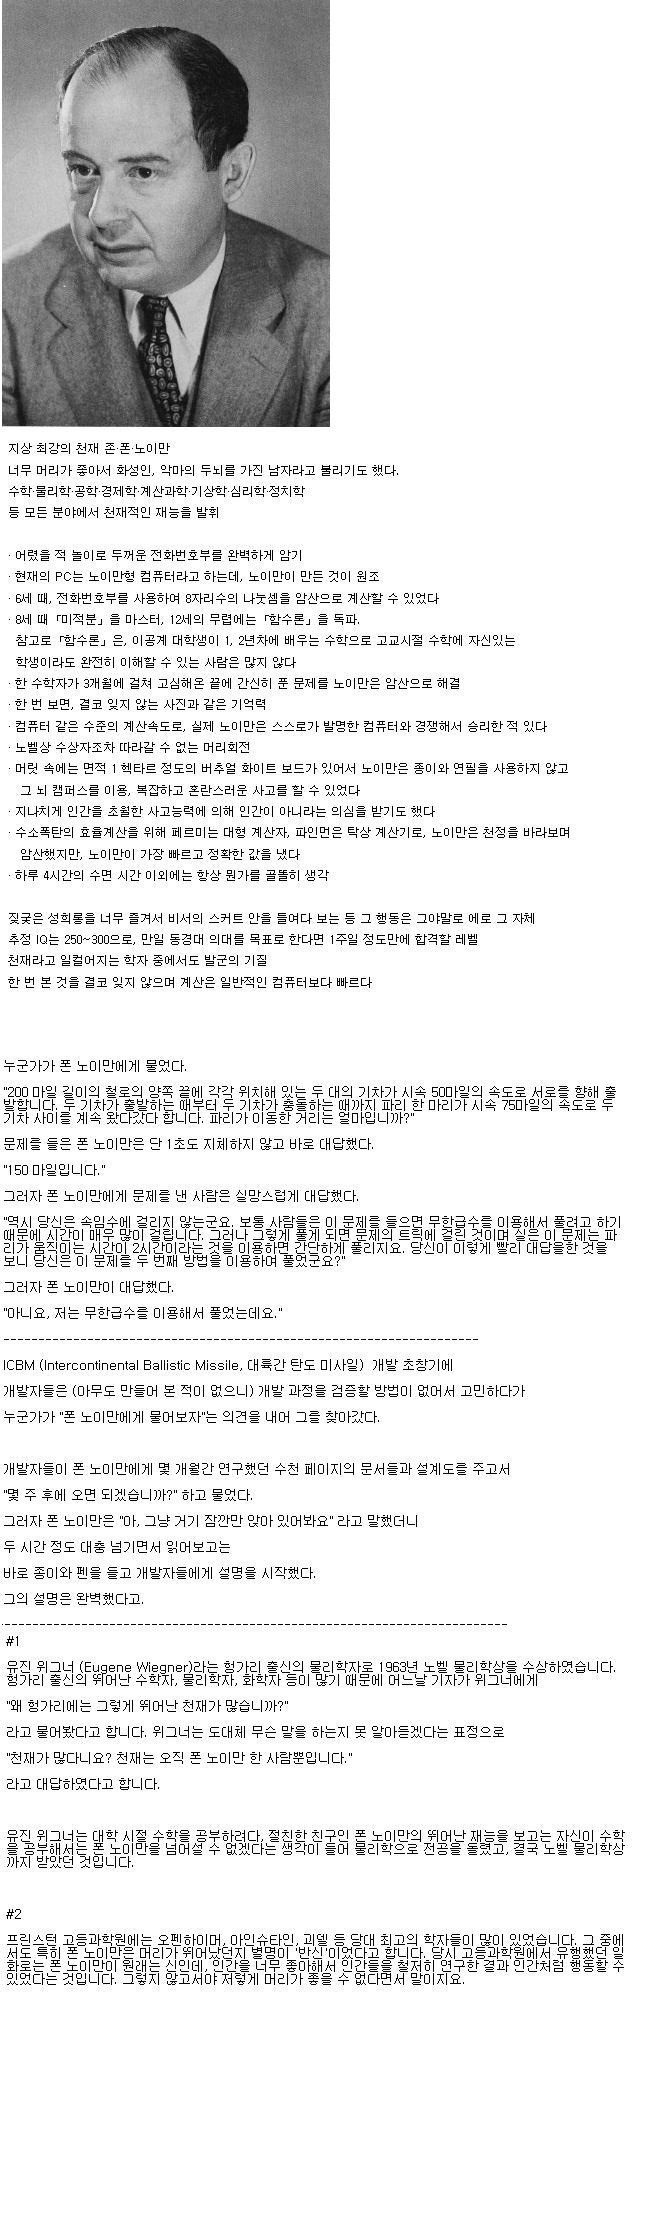 지상 최강의 천재 존·폰·노이만
너무 머리가 좋아서 화성인, 악마의 두뇌를 가진 남자라고 불리기도 했다.
수학·물리학·공학·경제학·계산과학·기상학·심리학·정치학
등 모든 분야에서 천재적인 재능을 발휘
· 어렸을 적 놀이로 두꺼운 전화번호부를 완벽하게 암기
· 현재의 PC는 노이만형 컴퓨터라고 하는데, 노이만이 만든 것이 원조
· 6세 때, 전화번호부를 사용하여 8자리수의 나눗셈을 암산으로 계산할 수 있었다
· 8세 때 「미적분」을 마스터, 12세의 무렵에는 「함수론」을 독파.
참고로 「함수론」은, 이공계 대학생이 1, 2년차에 배우는 수학으로 고교시절 수학에 자신있는
학생이라도 완전히 이해할 수 있는 사람은 많지 않다
· 한 수학자가 3개월에 걸쳐 고심해온 끝에 간신히 푼 문제를 노이만은 암산으로 해결
· 한 번 보면, 결코 잊지 않는 사진과 같은 기억력
· 컴퓨터 같은 수준의 계산속도로, 실제 노이만은 스스로가 발명한 컴퓨터와 경쟁해서 승리한 적 있다
· 노벨상 수상자조차 따라갈 수 없는 머리회전
· 머릿 속에는 면적 1 헥타르 정도의 버추얼 화이트 보드가 있어서 노이만은 종이와 연필을 사용하지 않고
그 뇌 캠퍼스를 이용, 복잡하고 혼란스러운 사고를 할 수 있었다
· 지나치게 인간을 초월한 사고능력에 의해 인간이 아니라는 의심을 받기도 했다
· 수소폭탄의 효율계산을 위해 페르미는 대형 계산자, 파인먼은 탁상 계산기로, 노이만은 천정을 바라보며
암산했지만, 노이만이 가장 빠르고 정확한 값을 냈다
· 하루 4시간의 수면 시간 이외에는 항상 뭔가를 골똘히 생각
짖궂은 성희롱을 너무 즐겨서 비서의 스커트 안을 들여다 보는 등 그 행동은 그야말로 에로 그 자체
추정 IQ는 250~300으로, 만일 동경대 의대를 목표로 한다면 1주일 정도만에 합격할 레벨
천재라고 일컬어지는 학자 중에서도 발군의 기질
한 번 본 것을 결코 잊지 않으며 계산은 일반적인 컴퓨터보다 빠르다
누군가가 폰 노이만에게 물었다.
"200 마일 길이의 철로의 양쪽 끝에 각각 위치해 있는 두 대의 기차가 시속 50마일의 속도로 서로를 향해 출
발합니다. 두 기차가 출발하는 때부터 두 기차가 충돌하는 때까지 파리 한 마리가 시속 75마일의 속도로 두
기차 사이를 계속 왔다갔다 합니다. 파리가 이동한 거리는 얼마입니까?"
문제를 들은 폰 노이만은 단 1초도 지체하지 않고 바로 대답했다.
"150 마일입니다."
그러자 폰 노이만에게 문제를 낸 사람은 실망스럽게 대답했다.
"역시 당신은 속임수에 걸리지 않는군요. 보통 사람들은 이 문제를 들으면 무한급수를 이용해서 풀려고 하기
때문에 시간이 매우 많이 걸립니다. 그러나 그렇게 풀게 되면 문제의 트릭에 걸린 것이며 실은 이 문제는 파
리가 움직이는 시간이 2시간이라는 것을 이용하면 간단하게 풀리지요. 당신이 이렇게 빨리 대답을한 것을
보니 당신은 이 문제를 두 번째 방법을 이용하여 풀었군요?"
그러자 폰 노이만이 대답했다.
"아니요, 저는 무한급수를 이용해서 풀었는데요."
--------------------------------------------------------------------
ICBM (Intercontinental Ballistic Missile, 대륙간 탄도 미사일)  개발 초창기에
개발자들은 (아무도 만들어 본 적이 없으니) 개발 과정을 검증할 방법이 없어서 고민하다가
누군가가 "폰 노이만에게 물어보자"는 의견을 내어 그를 찾아갔다.
개발자들이 폰 노이만에게 몇 개월간 연구했던 수천 페이지의 문서들과 설계도를 주고서
"몇 주 후에 오면 되겠습니까?" 하고 물었다.
그러자 폰 노이만은 "아, 그냥 거기 잠깐만 앉아 있어봐요" 라고 말했더니
두 시간 정도 대충 넘기면서 읽어보고는
바로 종이와 펜을 들고 개발자들에게 설명을 시작했다.
그의 설명은 완벽했다고.
------------------------------------------------------------------------
#1
유진 위그너 (Eugene Wiegner)라는 헝가리 출신의 물리학자로 1963년 노벨 물리학상을 수상하였습니다.
헝가리 출신의 뛰어난 수학자, 물리학자, 화학자 등이 많기 때문에 어느날 기자가 위그너에게
"왜 헝가리에는 그렇게 뛰어난 천재가 많습니까?"
라고 물어봤다고 합니다. 위그너는 도대체 무슨 말을 하는지 못 알아듣겠다는 표정으로
"천재가 많다니요? 천재는 오직 폰 노이만 한 사람뿐입니다."
라고 대답하였다고 합니다.
유진 위그너는 대학 시절 수학을 공부하려다, 절친한 친구인 폰 노이만의 뛰어난 재능을 보고는 자신이 수학
을 공부해서는 폰 노이만을 넘어설 수 없겠다는 생각이 들어 물리학으로 전공을 돌렸고, 결국 노벨 물리학상
까지 받았던 것입니다.
#2
프린스턴 고등과학원에는 오펜하이머, 아인슈타인, 괴델 등 당대 최고의 학자들이 많이 있었습니다. 그 중에
서도 특히 폰 노이만은 머리가 뛰어났던지 별명이 '반신'이었다고 합니다. 당시 고등과학원에서 유행했던 일
화로는 폰 노이만이 원래는 신인데, 인간을 너무 좋아해서 인간들을 철저히 연구한 결과 인간처럼 행동할 수
있었다는 것입니다. 그렇지 않고서야 저렇게 머리가 좋을 수 없다면서 말이지요.